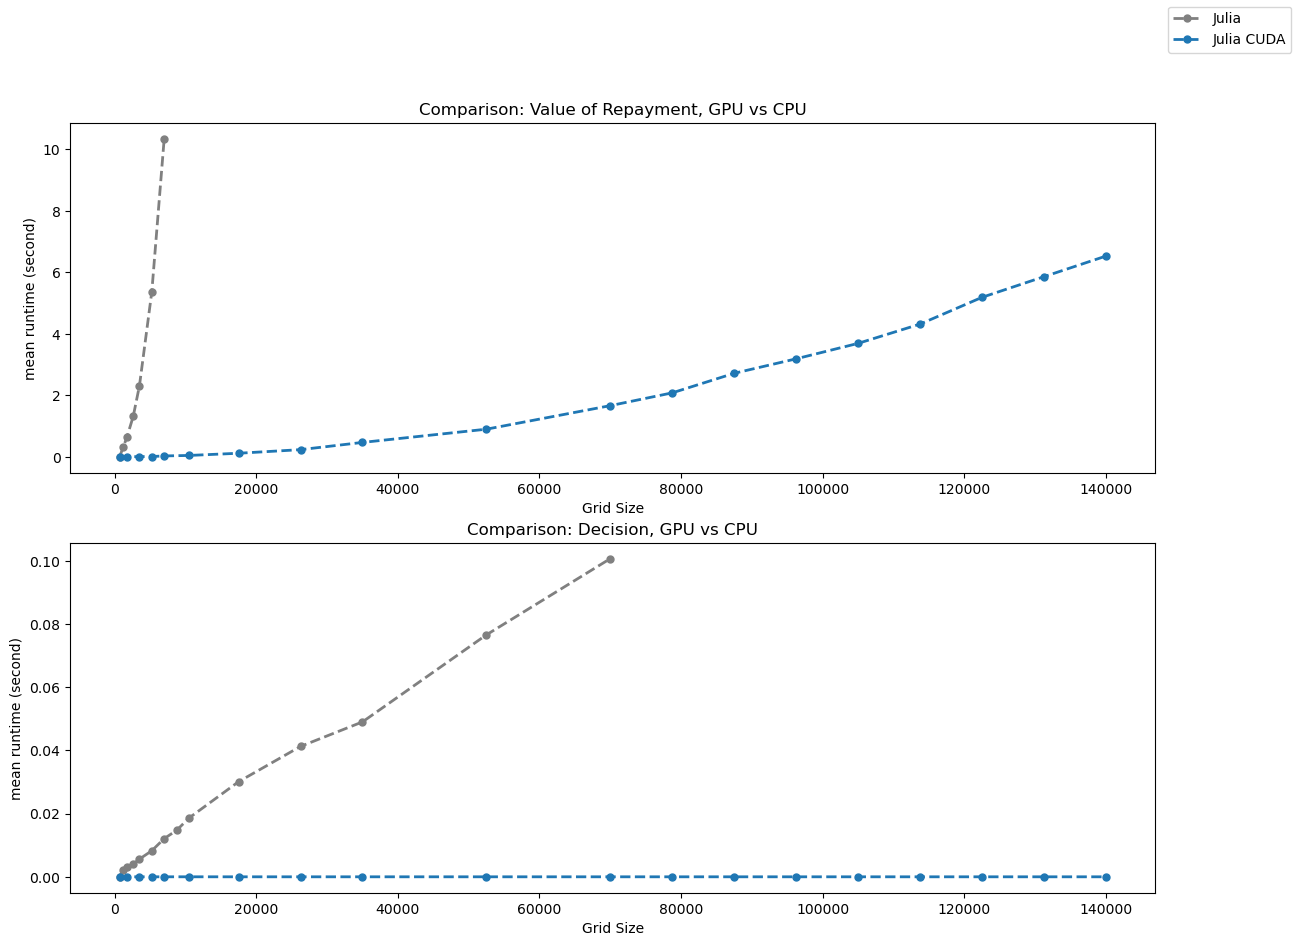 Julia
Julia CUDA
Comparison: Value of Repayment, GPU vs CPU
mean runtime (second)
10
8
6
4
2
0
0 20000 40000 60000 80000 100000 120000 140000
Grid Size
Comparison: Decision, GPU vs CPU
mean runtime (second)
0.10
0.08
0.06
0.04
0.02
0.00
0 20000 40000 60000 80000 100000 120000 140000
Grid Size